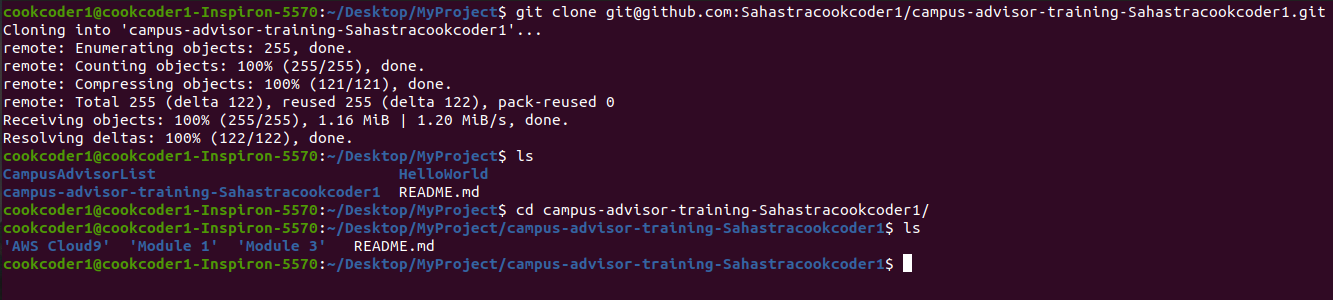 cookcoder1@cookcoder1-Inspiron-5570:~/Desktop/MyProject$ git clone git@github.com:Sahastracookcoder1/campus-advisor-training-Sahastracookcoder1.git
Cloning into 'campus-advisor-training-Sahastracookcoder1'...
remote: Enumerating objects: 255, done.
remote: Counting objects: 100% (255/255), done.
remote: Compressing objects: 100% (121/121), done.
remote: Total 255 (delta 122), reused 255 (delta 122), pack-reused 0
Receiving objects: 100% (255/255), 1.16 MiB | 1.20 MiB/s, done.
Resolving deltas: 100% (122/122), done.
cookcoder1@cookcoder1-Inspiron-5570:~/Desktop/MyProject$ ls
CampusAdvisorList                           HelloWorld
campus-advisor-training-Sahastracookcoder1  README.md
cookcoder1@cookcoder1-Inspiron-5570:~/Desktop/MyProject$ cd campus-advisor-training-Sahastracookcoder1/
cookcoder1@cookcoder1-Inspiron-5570:~/Desktop/MyProject/campus-advisor-training-Sahastracookcoder1$ ls
'AWS Cloud9'  'Module 1'  'Module 3'   README.md
cookcoder1@cookcoder1-Inspiron-5570:~/Desktop/MyProject/campus-advisor-training-Sahastracookcoder1$